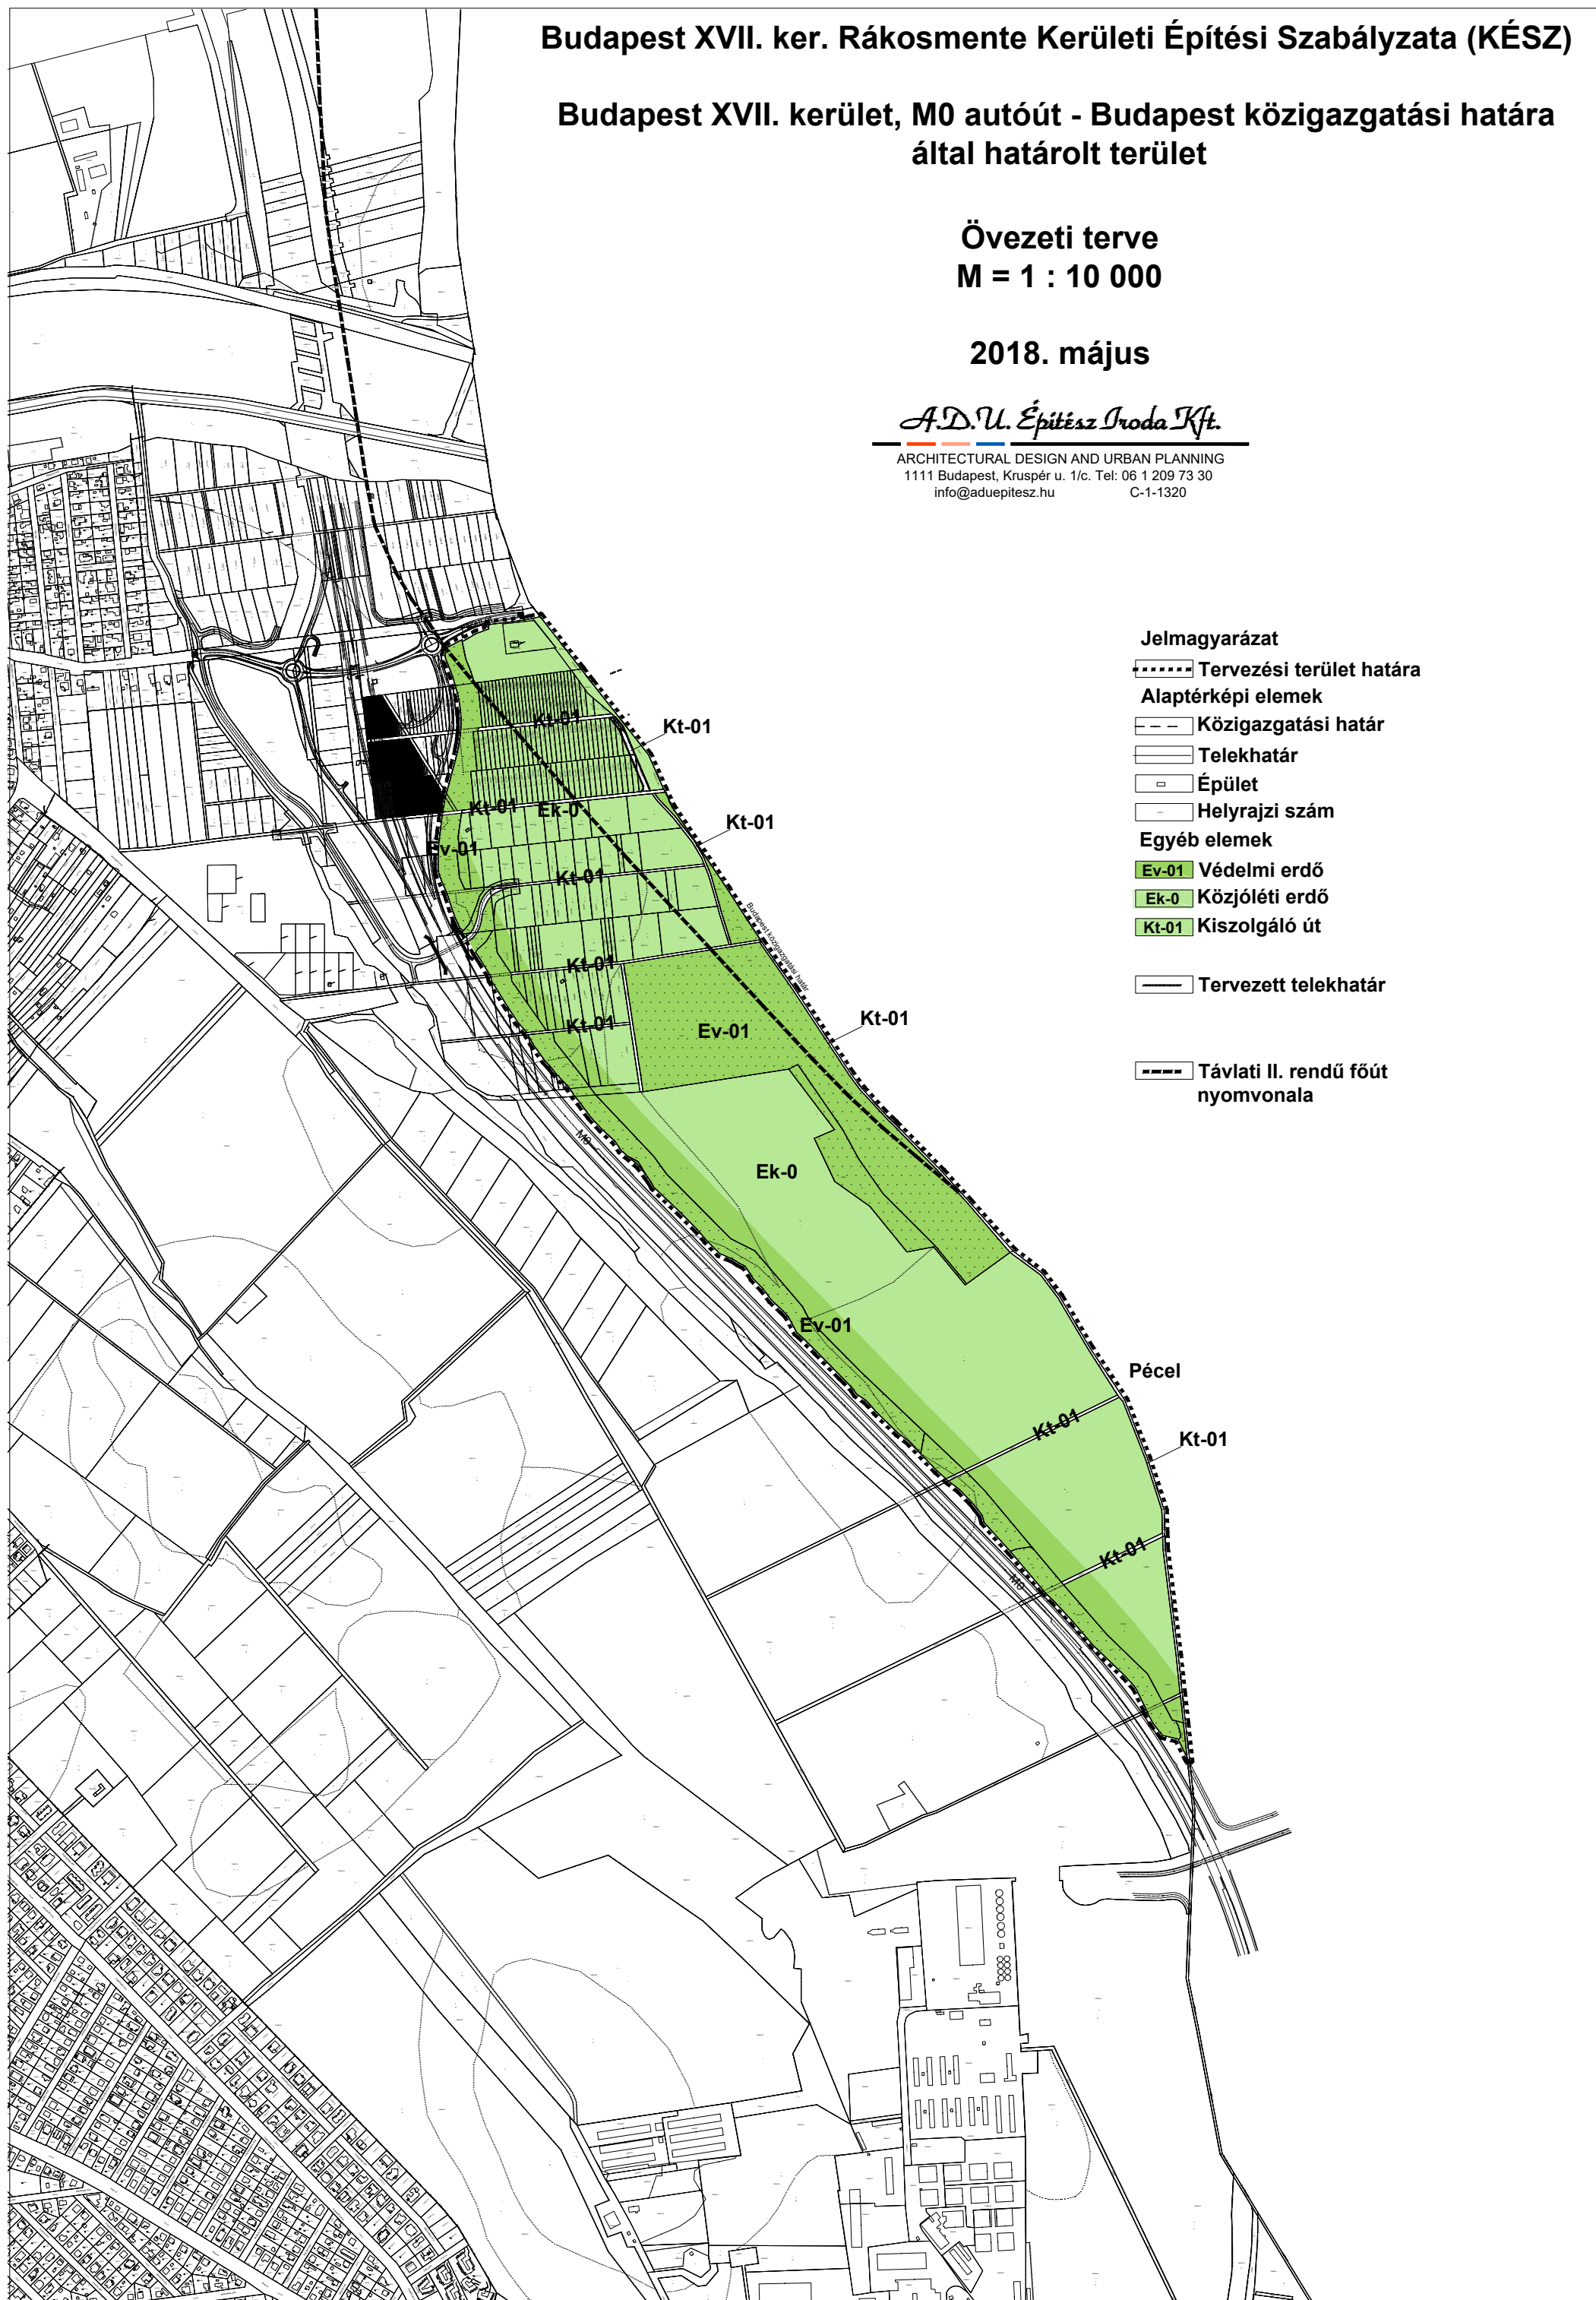 Budapest XVII. ker. Rákosmente Kerületi Építési Szabályzata (KÉSZ)
Budapest XVII. kerület, M0 autóút - Budapest közigazgatási határa
által határolt terület
Övezeti terve
M = 1 : 10 000
2018. május
A.D.U. Építész Iroda Kft.
ARCHITECTURAL DESIGN AND URBAN PLANNING
1111 Budapest, Kruspér u. 1/c. Tel: 06 1 209 73 30
info@aduepitesz.hu C-1-1320
Jelmagyarázat
Tervezési terület határa
Alaptérképi elemek
Közigazgatási határ
Telekhatár
Épület
Helyrajzi szám
Egyéb elemek
Ev-01 Védelmi erdő
Ek-0 Közjóléti erdő
Kt-01 Kiszolgáló út
Tervezett telekhatár
Távlati II. rendű főút
nyomvonala
Kt-01
Kt-01
Kt-01
Ek-0
Kt-01
Ev-01
Kt-01
Budapest közigazgatási határ
Kt-01
Kt-01
Ev-01
Kt-01
M0
Ek-0
Ev-01
Pécel
Kt-01
Kt-01
Kt-01
M0